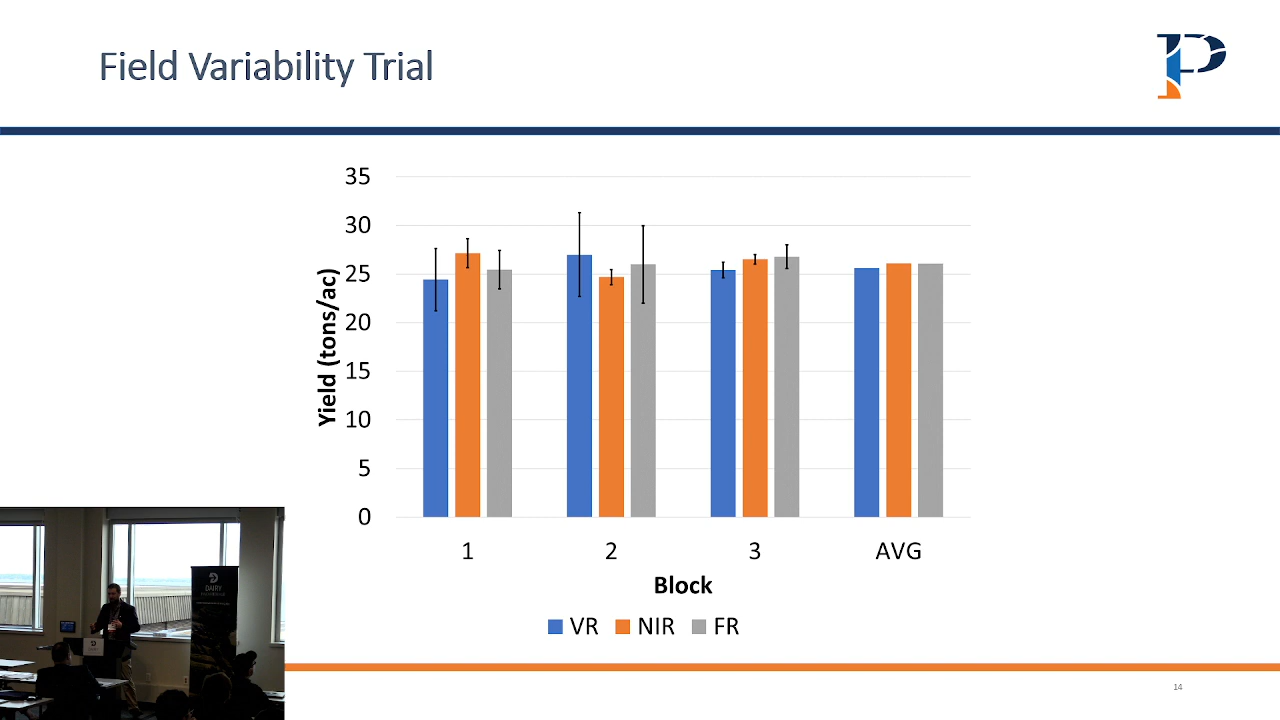 Field Variability Trial
P
35
30
25
20
15
10
5
0
Yield (tons/ac)
1 2 3 AVG
Block
VR NIR FR
DAIRY
14